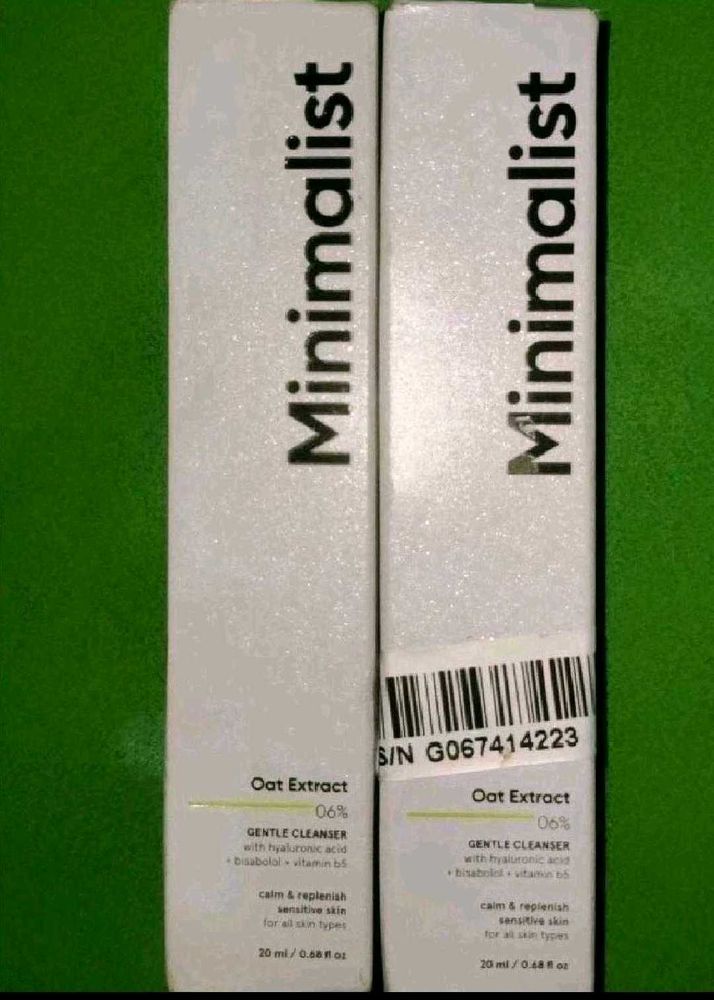 Minimalist
Oat Extract
06%
GENTLE CLEANSER
with hyaluronic acid
+ bisabolol + vitamin b5
calm & replenish
sensitive skin
for all skin types
20 ml / 0.68 fl oz
Minimalist
S/N G067414223
Oat Extract
06%
GENTLE CLEANSER
with hyaluronic acid
+ bisabolol + vitamin b5
calm & replenish
sensitive skin
for all skin types
20 ml / 0.68 fl oz